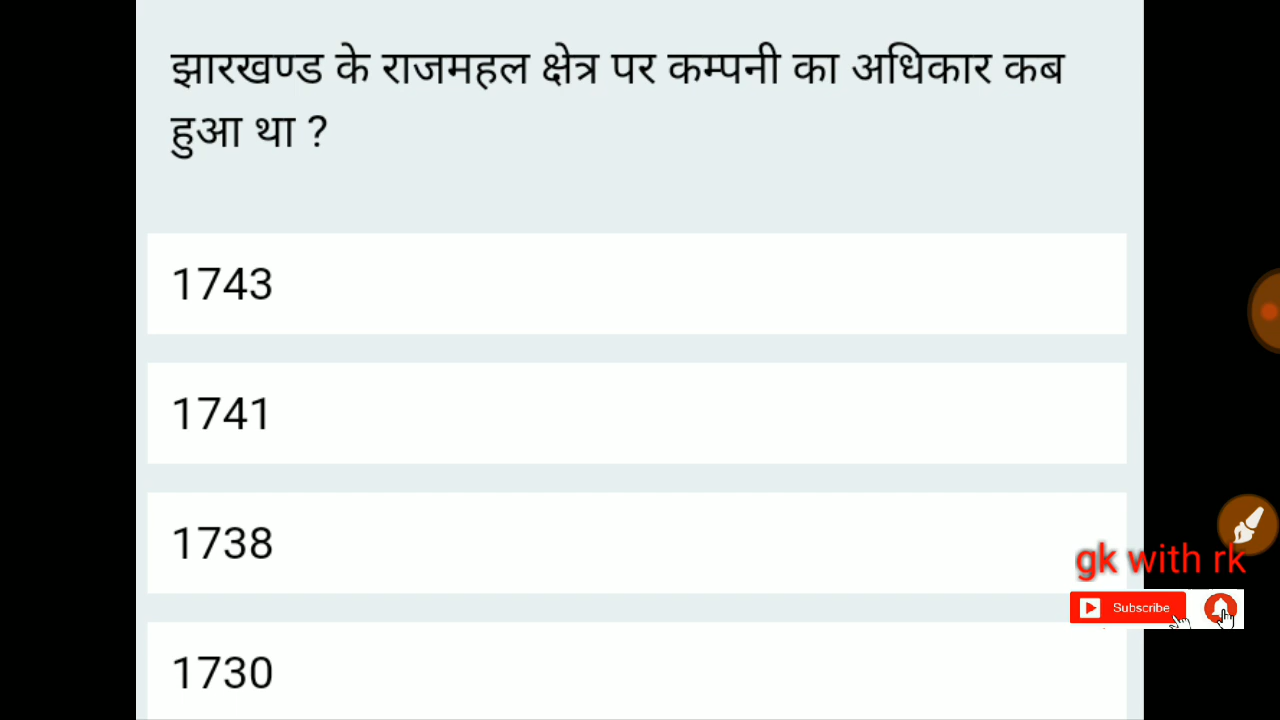 झारखण्ड के राजमहल क्षेत्र पर कम्पनी का अधिकार कब
हुआ था ?
1743
1741
1738
gk with rk
Subscribe
1730